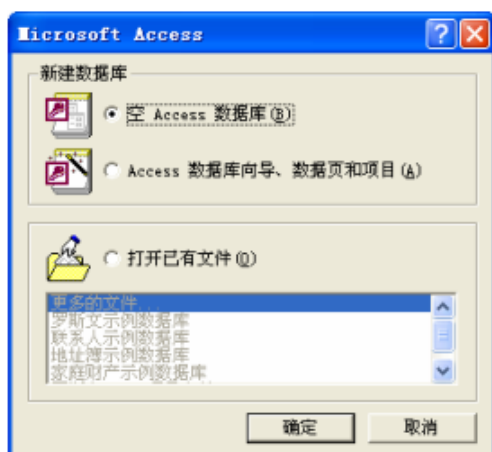 Microsoft Access
新建数据库
空 Access 数据库(B)
Access 数据库向导、数据页和项目(A)
打开已有文件(O)
更多的文件...
罗斯文示例数据库
联系人示例数据库
地址簿示例数据库
家庭财产示例数据库
确定 取消